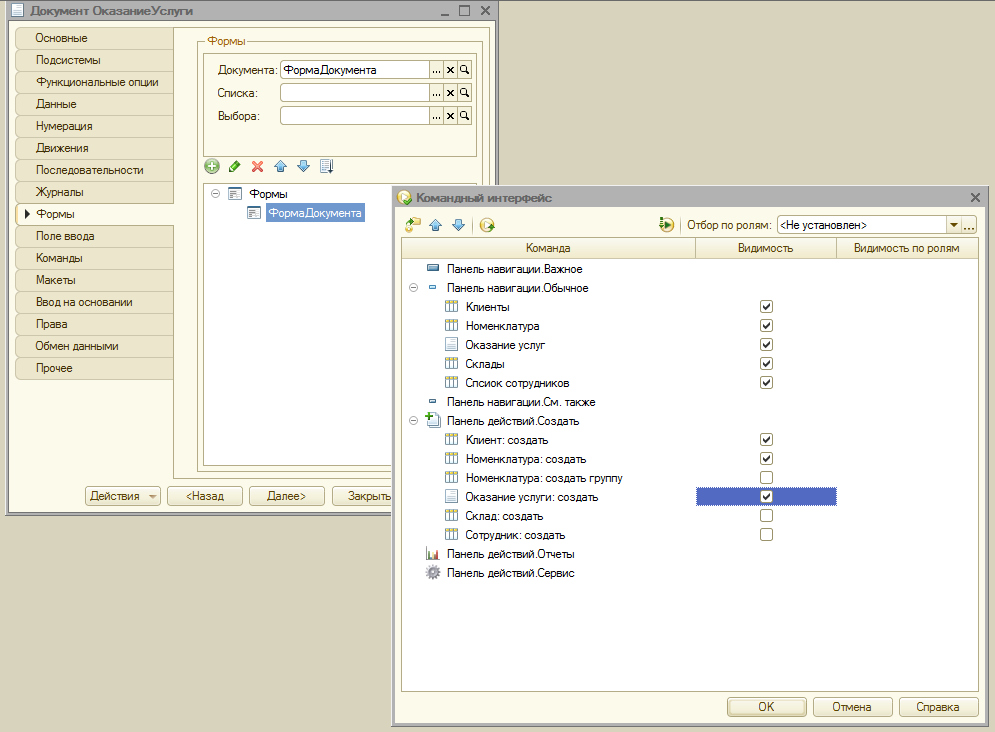 Документ ОказаниеУслуги
Основные
Подсистемы
Функциональные опции
Данные
Нумерация
Движения
Последовательности
Журналы
Формы
Поле ввода
Команды
Макеты
Ввод на основании
Права
Обмен данными
Прочее
Формы
Документа: ФормаДокумента
Списка:
Выбора:
Формы
ФормаДокумента
Действия <Назад Далее> Закрыть
Командный интерфейс
Отбор по ролям: <Не установлен>
Команда Видимость Видимость по ролям
Панель навигации.Важное
Панель навигации.Обычное
Клиенты
Номенклатура
Оказание услуг
Склады
Спсиок сотрудников
Панель навигации.См. также
Панель действий.Создать
Клиент: создать
Номенклатура: создать
Номенклатура: создать группу
Оказание услуги: создать
Склад: создать
Сотрудник: создать
Панель действий.Отчеты
Панель действий.Сервис
OK Отмена Справка